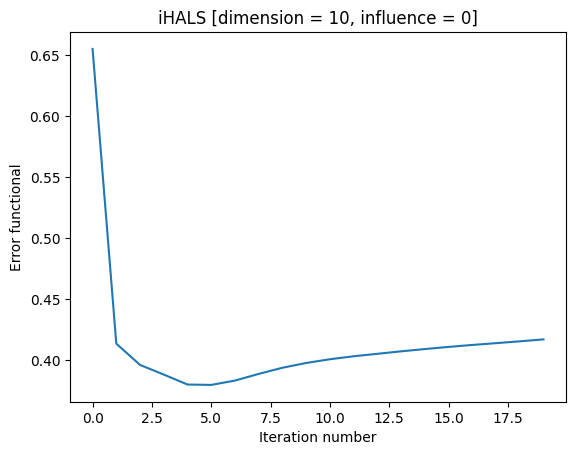 iHALS [dimension = 10, influence = 0]
0.65
0.60
0.55
0.50
0.45
0.40
Error functional
0.0 2.5 5.0 7.5 10.0 12.5 15.0 17.5
Iteration number